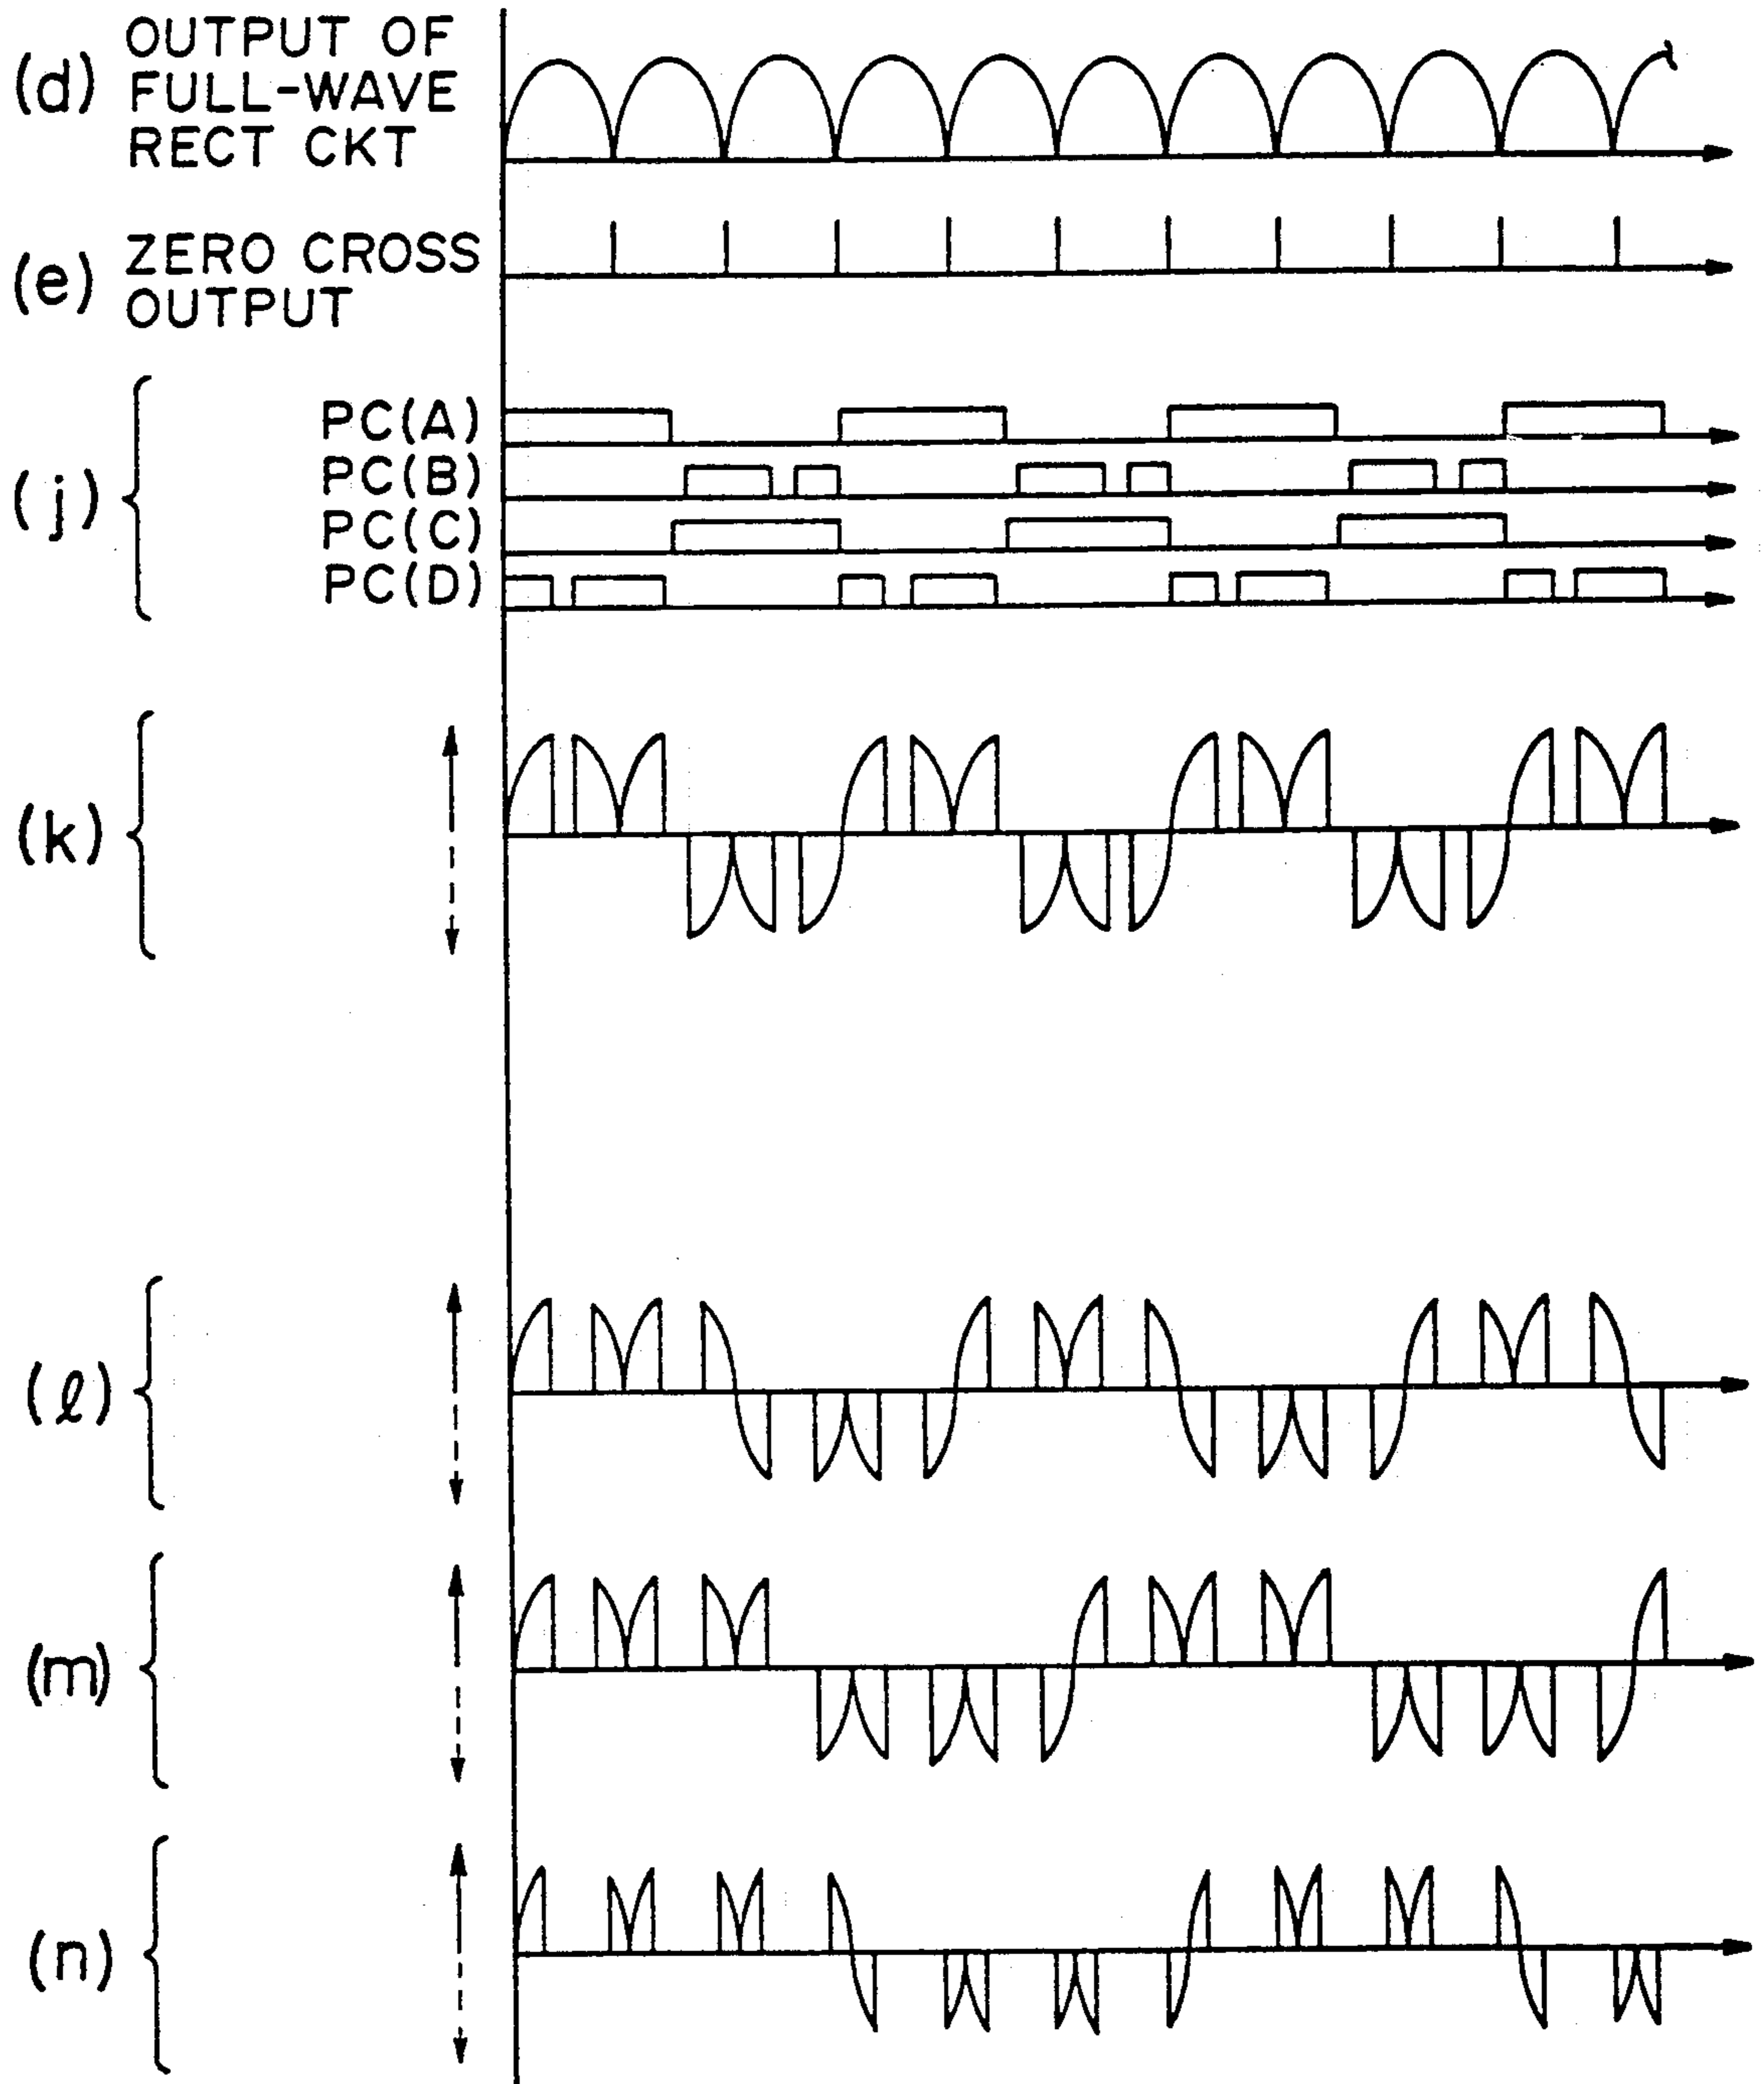 (d) OUTPUT OF
FULL-WAVE
RECT CKT
(e) ZERO CROSS
OUTPUT
(j)
PC(A)
PC(B)
PC(C)
PC(D)
(k)
(ℓ)
(m)
(n)